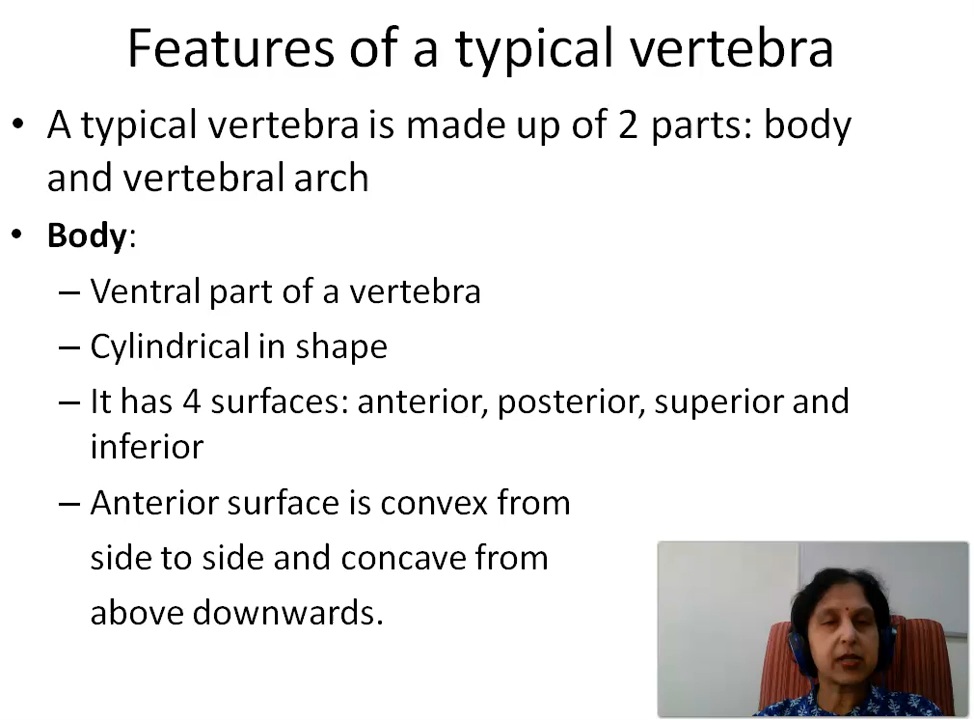 Features of a typical vertebra
• A typical vertebra is made up of 2 parts: body
and vertebral arch
• Body:
– Ventral part of a vertebra
– Cylindrical in shape
– It has 4 surfaces: anterior, posterior, superior and
inferior
– Anterior surface is convex from
side to side and concave from
above downwards.